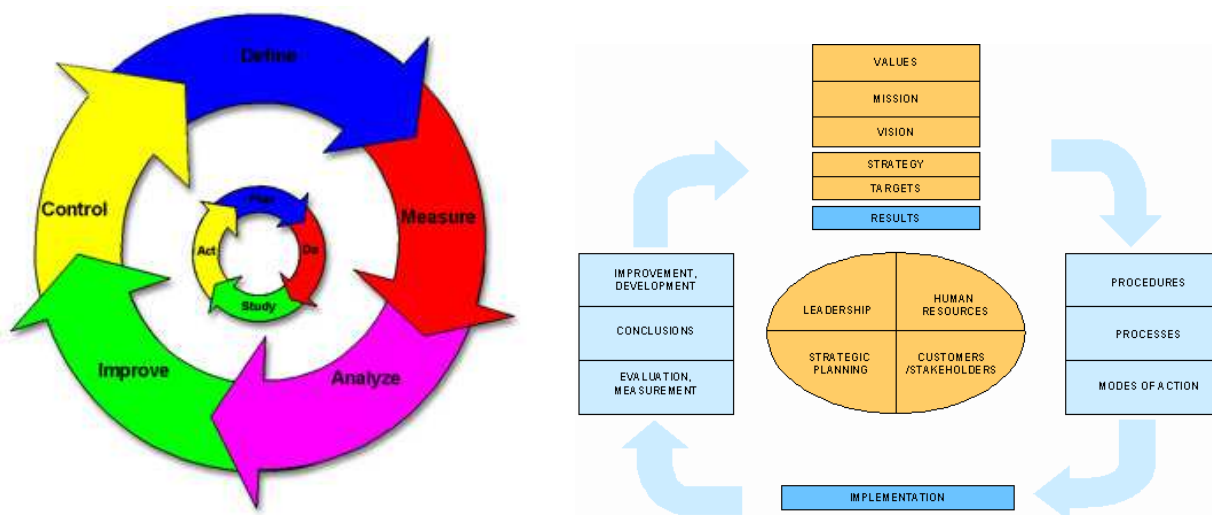 Define
Measure
Analyze
Improve
Control
Plan
Do
Study
Act
VALUES
MISSION
VISION
STRATEGY
TARGETS
RESULTS
PROCEDURES
PROCESSES
MODES OF ACTION
IMPLEMENTATION
IMPROVEMENT,
DEVELOPMENT
CONCLUSIONS
EVALUATION,
MEASUREMENT
LEADERSHIP
HUMAN
RESOURCES
STRATEGIC
PLANNING
CUSTOMERS
/STAKEHOLDERS